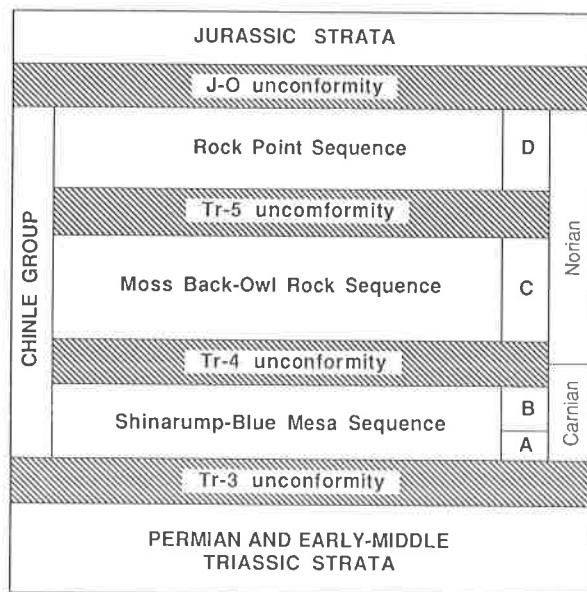 JURASSIC STRATA
J-O unconformity
CHINLE GROUP
Rock Point Sequence
D
Norian
Tr-5 uncomformity
Moss Back-Owl Rock Sequence
C
Tr-4 unconformity
Shinarump-Blue Mesa Sequence
B
A
Carnian
Tr-3 unconformity
PERMIAN AND EARLY-MIDDLE
TRIASSIC STRATA